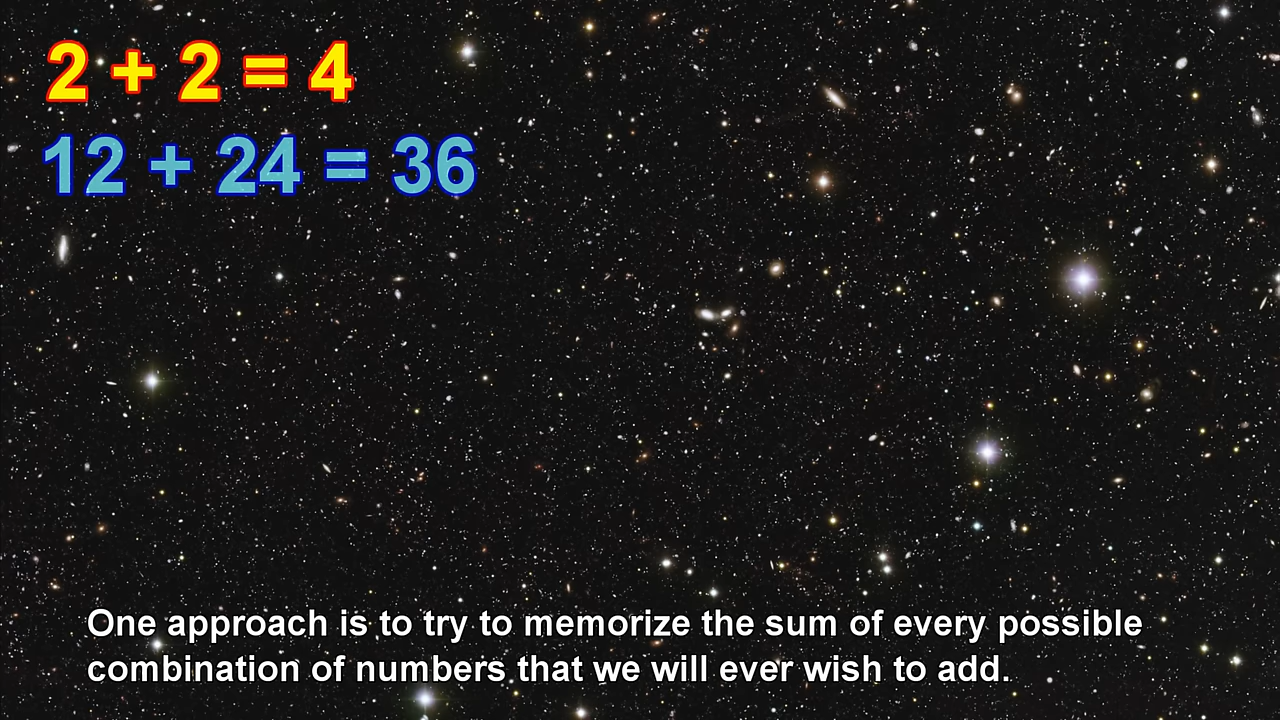 2 + 2 = 4
12 + 24 = 36
One approach is to try to memorize the sum of every possible
combination of numbers that we will ever wish to add.